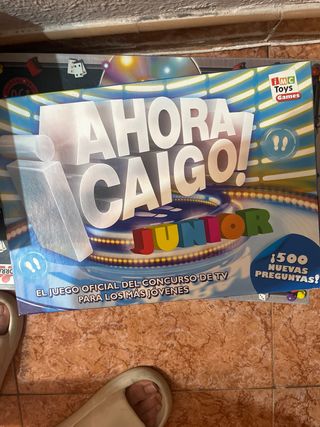 IMC
Toys
Games
¡AHORA
CAIGO!
JUNIOR
EL JUEGO OFICIAL DEL CONCURSO DE TV
PARA LOS MÁS JÓVENES
¡500
NUEVAS
PREGUNTAS!